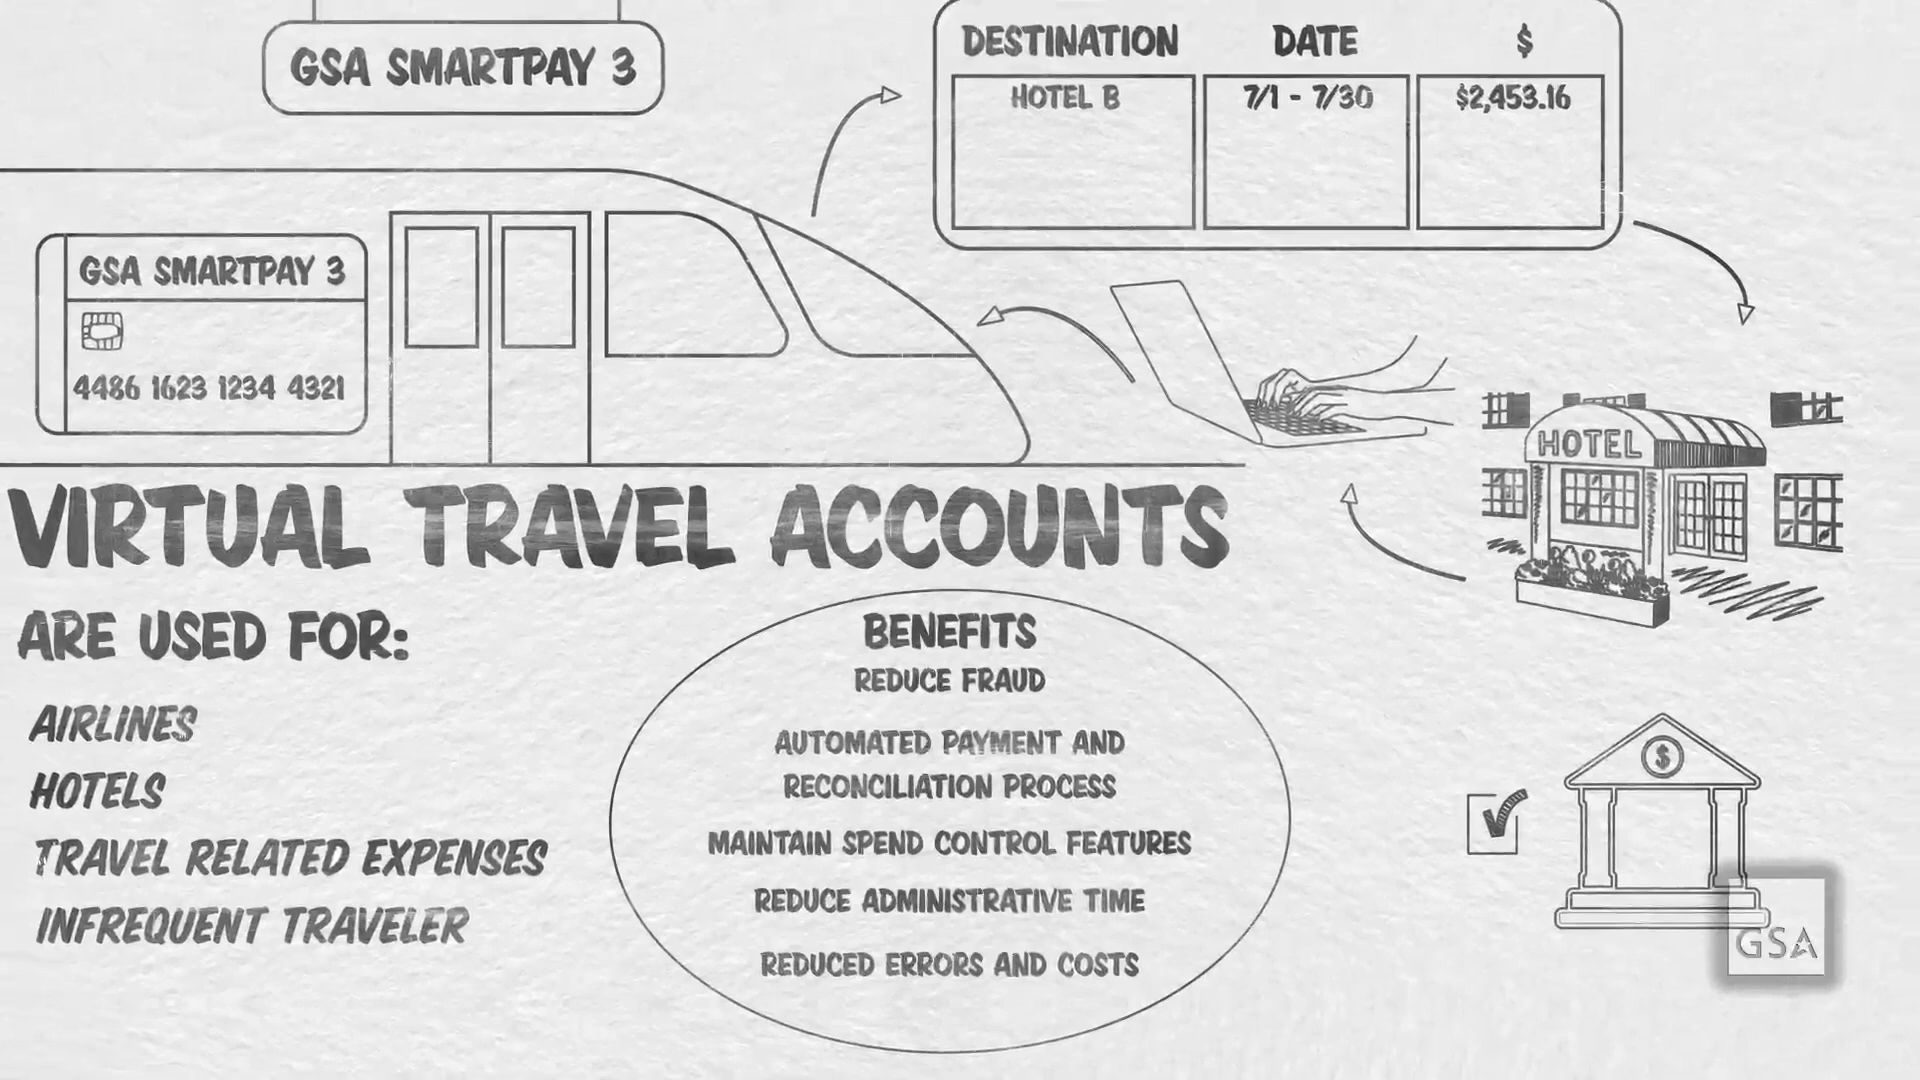 GSA SMARTPAY 3
DESTINATION DATE $
HOTEL B 7/1 - 7/30 $2,453.16
GSA SMARTPAY 3
4486 1623 1234 4321
HOTEL
VIRTUAL TRAVEL ACCOUNTS
ARE USED FOR:
AIRLINES
HOTELS
TRAVEL RELATED EXPENSES
INFREQUENT TRAVELER
BENEFITS
REDUCE FRAUD
AUTOMATED PAYMENT AND
RECONCILIATION PROCESS
MAINTAIN SPEND CONTROL FEATURES
REDUCE ADMINISTRATIVE TIME
REDUCED ERRORS AND COSTS
$
GSA